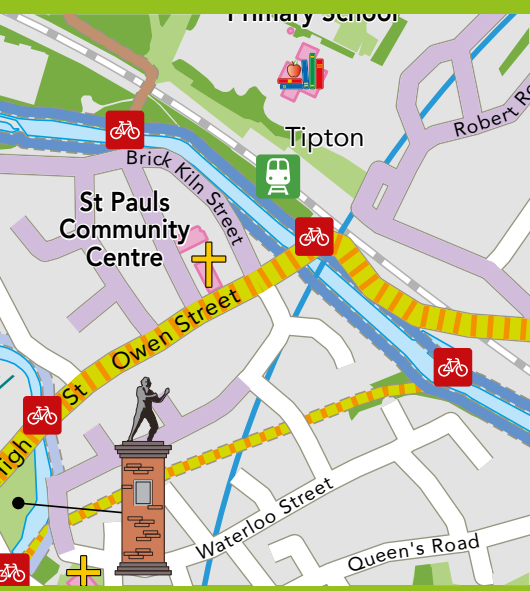 Primary School
Tipton
Robert Ro
Brick Kiln Street
St Pauls
Community
Centre
Owen Street
High St
Waterloo Street
Queen's Road